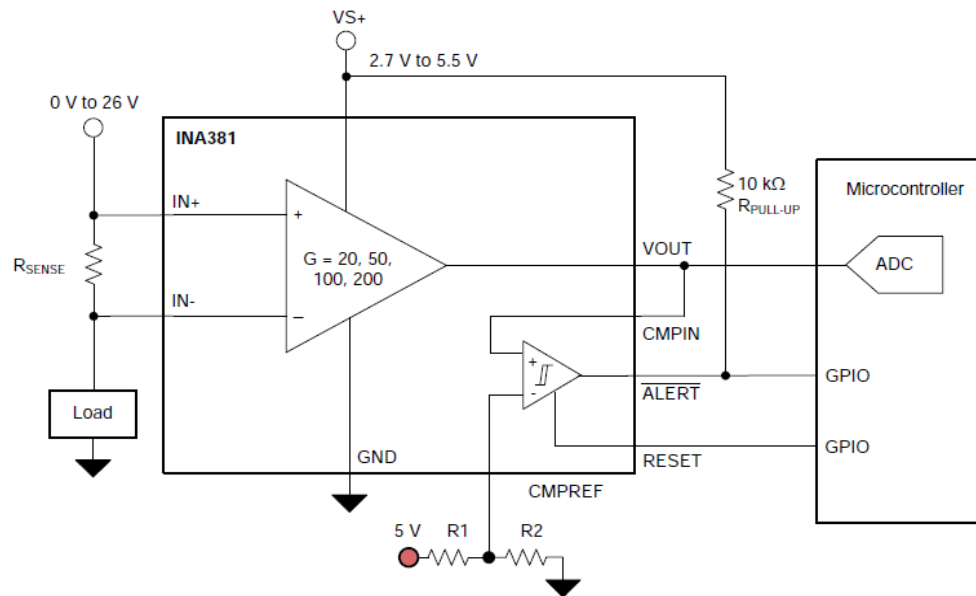 VS+
2.7 V to 5.5 V
0 V to 26 V
INA381
IN+
+
G = 20, 50,
100, 200
RSENSE
IN-
–
Load
GND
VOUT
CMPIN
+
-
ALERT
RESET
CMPREF
10 kΩ
RPULL-UP
Microcontroller
ADC
GPIO
GPIO
5 V
R1
R2